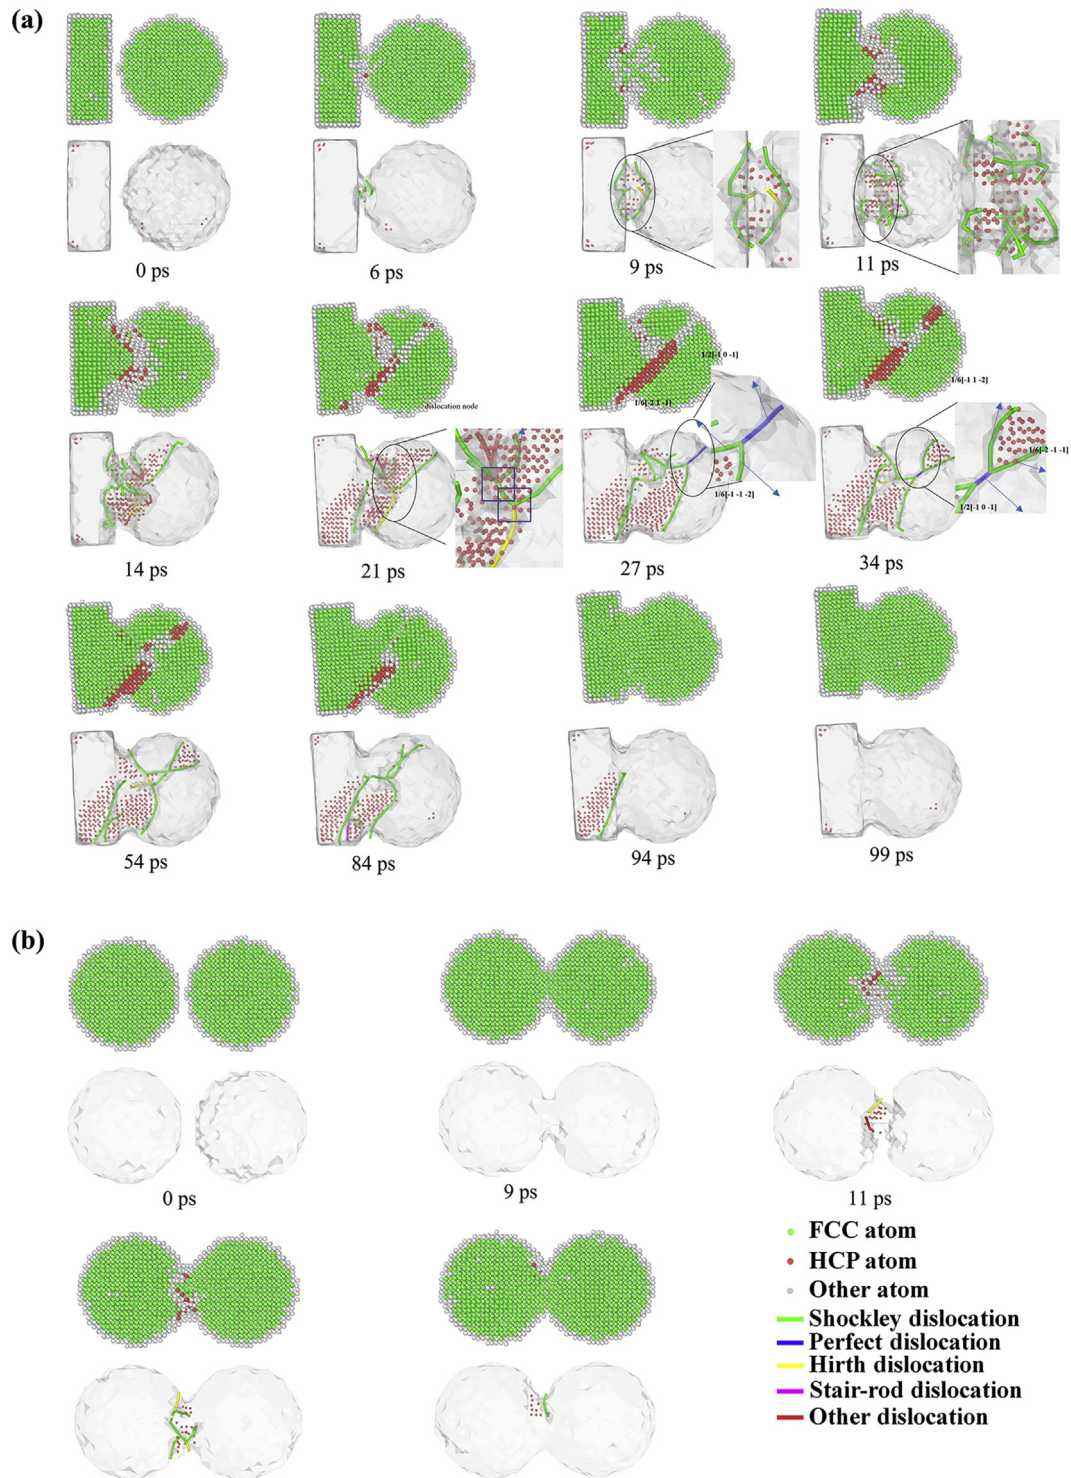 (a)
0 ps
6 ps
9 ps
11 ps
dislocation node
1/2[-1 0 -1]
1/6[-2 1 -1]
1/6[-1 -1 -2]
1/6[-1 1 -2]
1/6[-2 -1 -1]
1/2[-1 0 -1]
14 ps
21 ps
27 ps
34 ps
54 ps
84 ps
94 ps
99 ps
(b)
0 ps
9 ps
11 ps
FCC atom
HCP atom
Other atom
Shockley dislocation
Perfect dislocation
Hirth dislocation
Stair-rod dislocation
Other dislocation